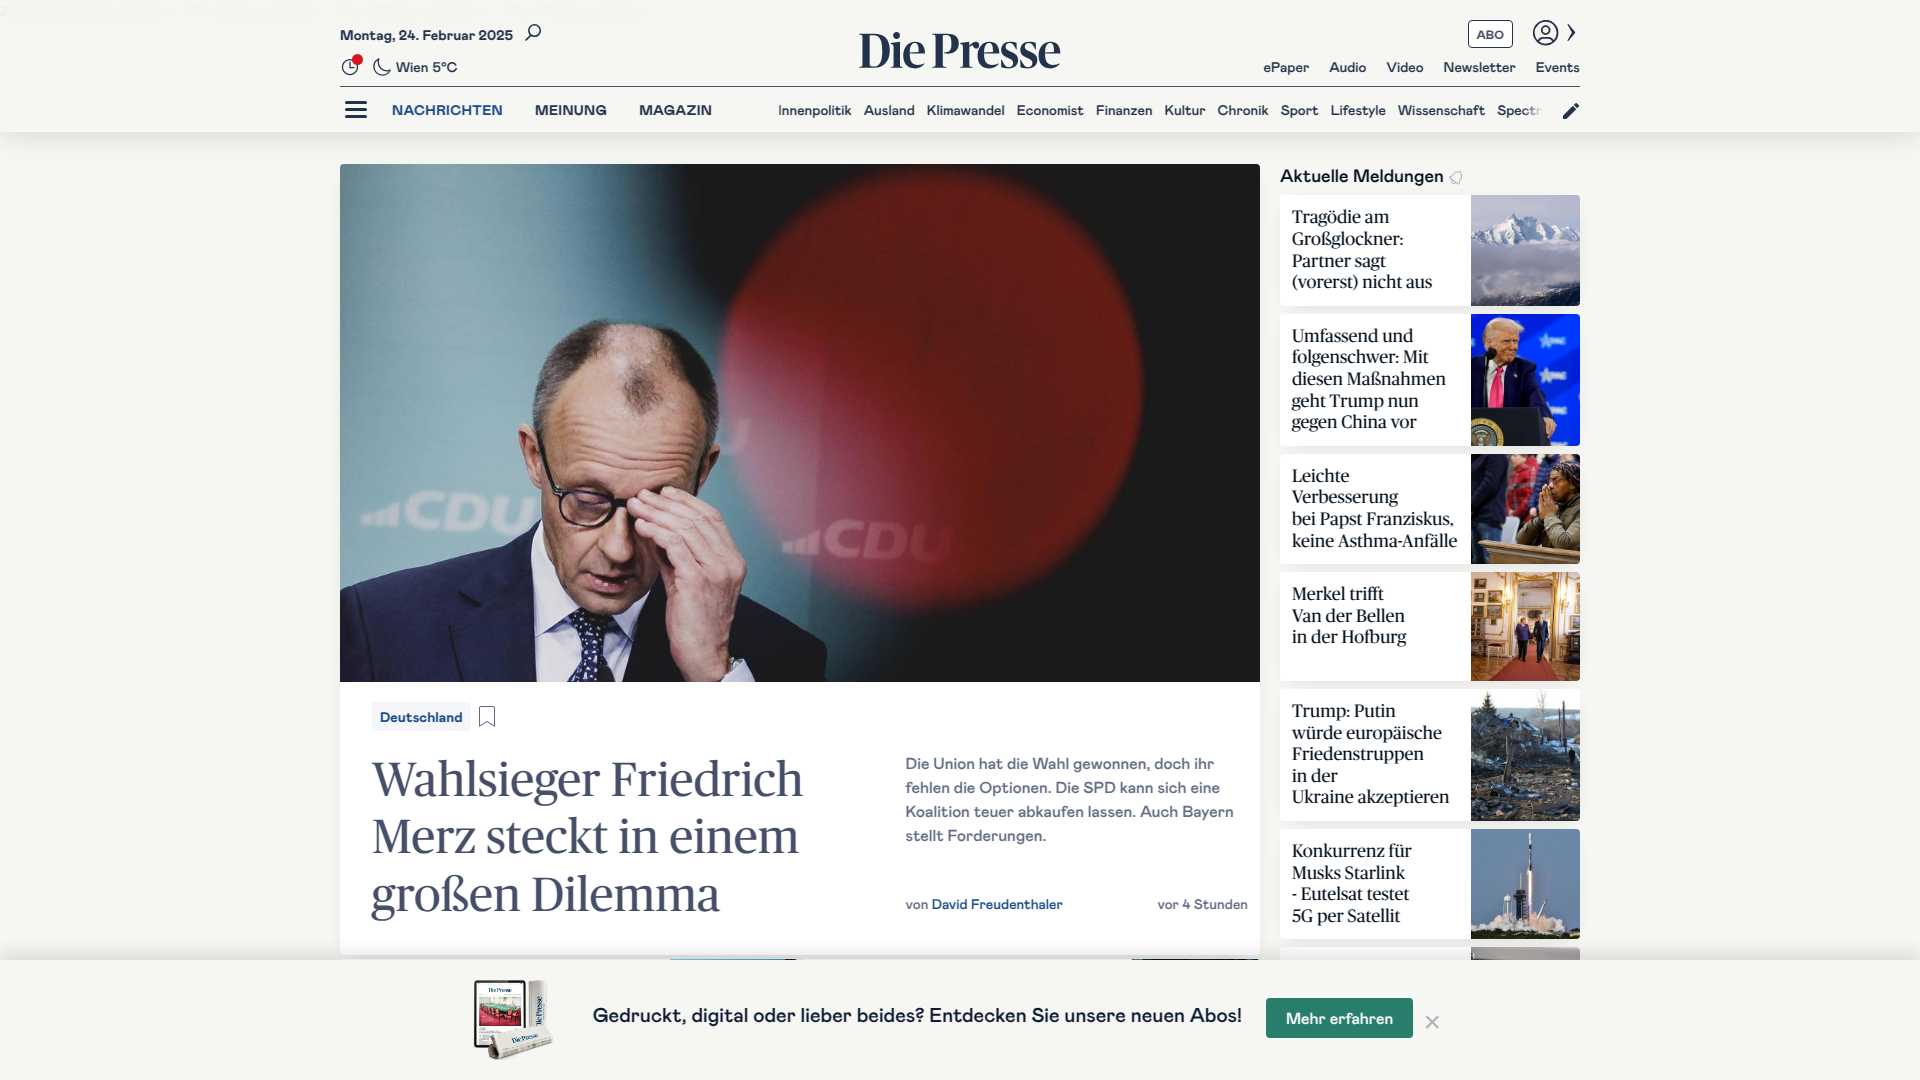 Montag, 24. Februar 2025
Wien 5°C
Die Presse
ABO
ePaper Audio Video Newsletter Events
NACHRICHTEN MEINUNG MAGAZIN
Innenpolitik Ausland Klimawandel Economist Finanzen Kultur Chronik Sport Lifestyle Wissenschaft Spectr
CDU
CDU
Deutschland
Wahlsieger Friedrich
Merz steckt in einem
großen Dilemma
Die Union hat die Wahl gewonnen, doch ihr
fehlen die Optionen. Die SPD kann sich eine
Koalition teuer abkaufen lassen. Auch Bayern
stellt Forderungen.
von David Freudenthaler
vor 4 Stunden
Aktuelle Meldungen
Tragödie am
Großglockner:
Partner sagt
(vorerst) nicht aus
Umfassend und
folgenschwer: Mit
diesen Maßnahmen
geht Trump nun
gegen China vor
Leichte
Verbesserung
bei Papst Franziskus,
keine Asthma-Anfälle
Merkel trifft
Van der Bellen
in der Hofburg
Trump: Putin
würde europäische
Friedenstruppen
in der
Ukraine akzeptieren
Konkurrenz für
Musks Starlink
- Eutelsat testet
5G per Satellit
Die Presse
Die Presse
Die Presse
Gedruckt, digital oder lieber beides? Entdecken Sie unsere neuen Abos!
Mehr erfahren